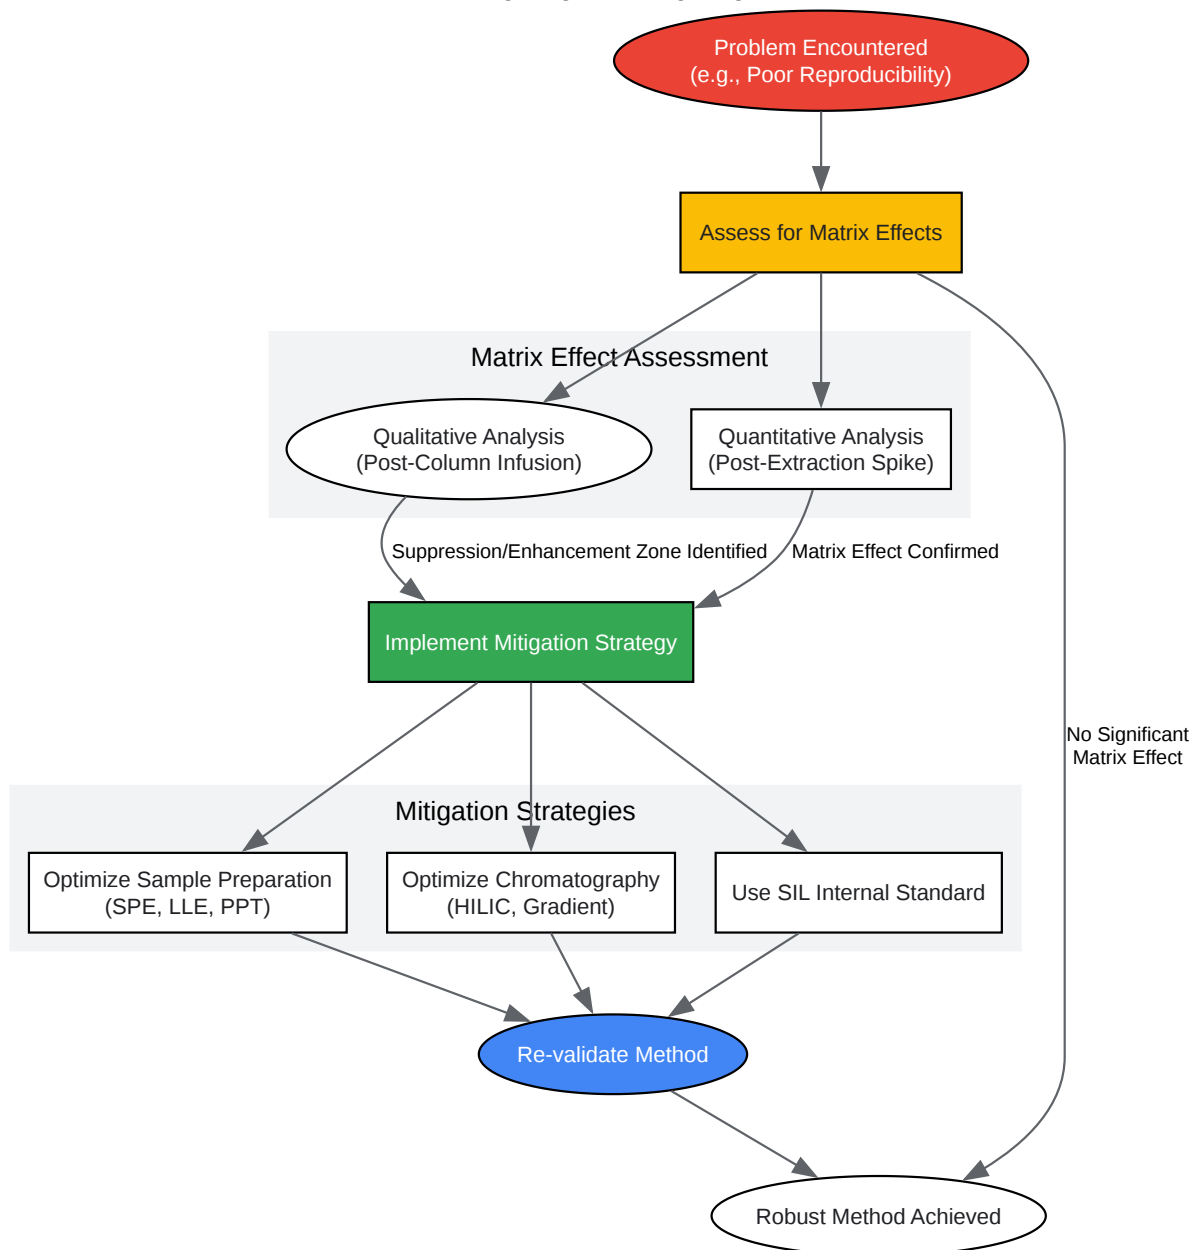 Problem Encountered
(e.g., Poor Reproducibility)
Assess for Matrix Effects
Matrix Effect Assessment
Qualitative Analysis
(Post-Column Infusion)
Quantitative Analysis
(Post-Extraction Spike)
Suppression/Enhancement Zone Identified
Matrix Effect Confirmed
Implement Mitigation Strategy
No Significant
Matrix Effect
Mitigation Strategies
Optimize Sample Preparation
(SPE, LLE, PPT)
Optimize Chromatography
(HILIC, Gradient)
Use SIL Internal Standard
Re-validate Method
Robust Method Achieved